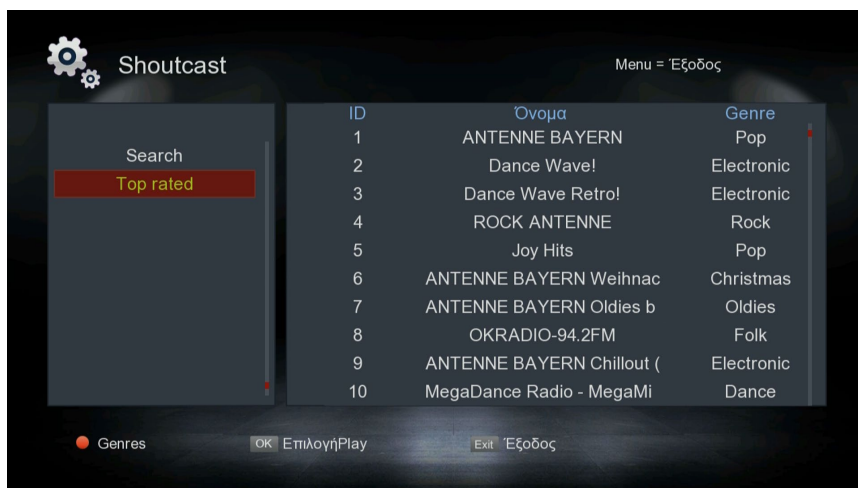 Shoutcast
Menu = Έξοδος
Search
Top rated
ID Όνομα Genre
1 ANTENNE BAYERN Pop
2 Dance Wave! Electronic
3 Dance Wave Retro! Electronic
4 ROCK ANTENNE Rock
5 Joy Hits Pop
6 ANTENNE BAYERN Weihnac Christmas
7 ANTENNE BAYERN Oldies b Oldies
8 OKRADIO-94.2FM Folk
9 ANTENNE BAYERN Chillout ( Electronic
10 MegaDance Radio - MegaMi Dance
Genres OK ΕπιλογήPlay Exit Έξοδος